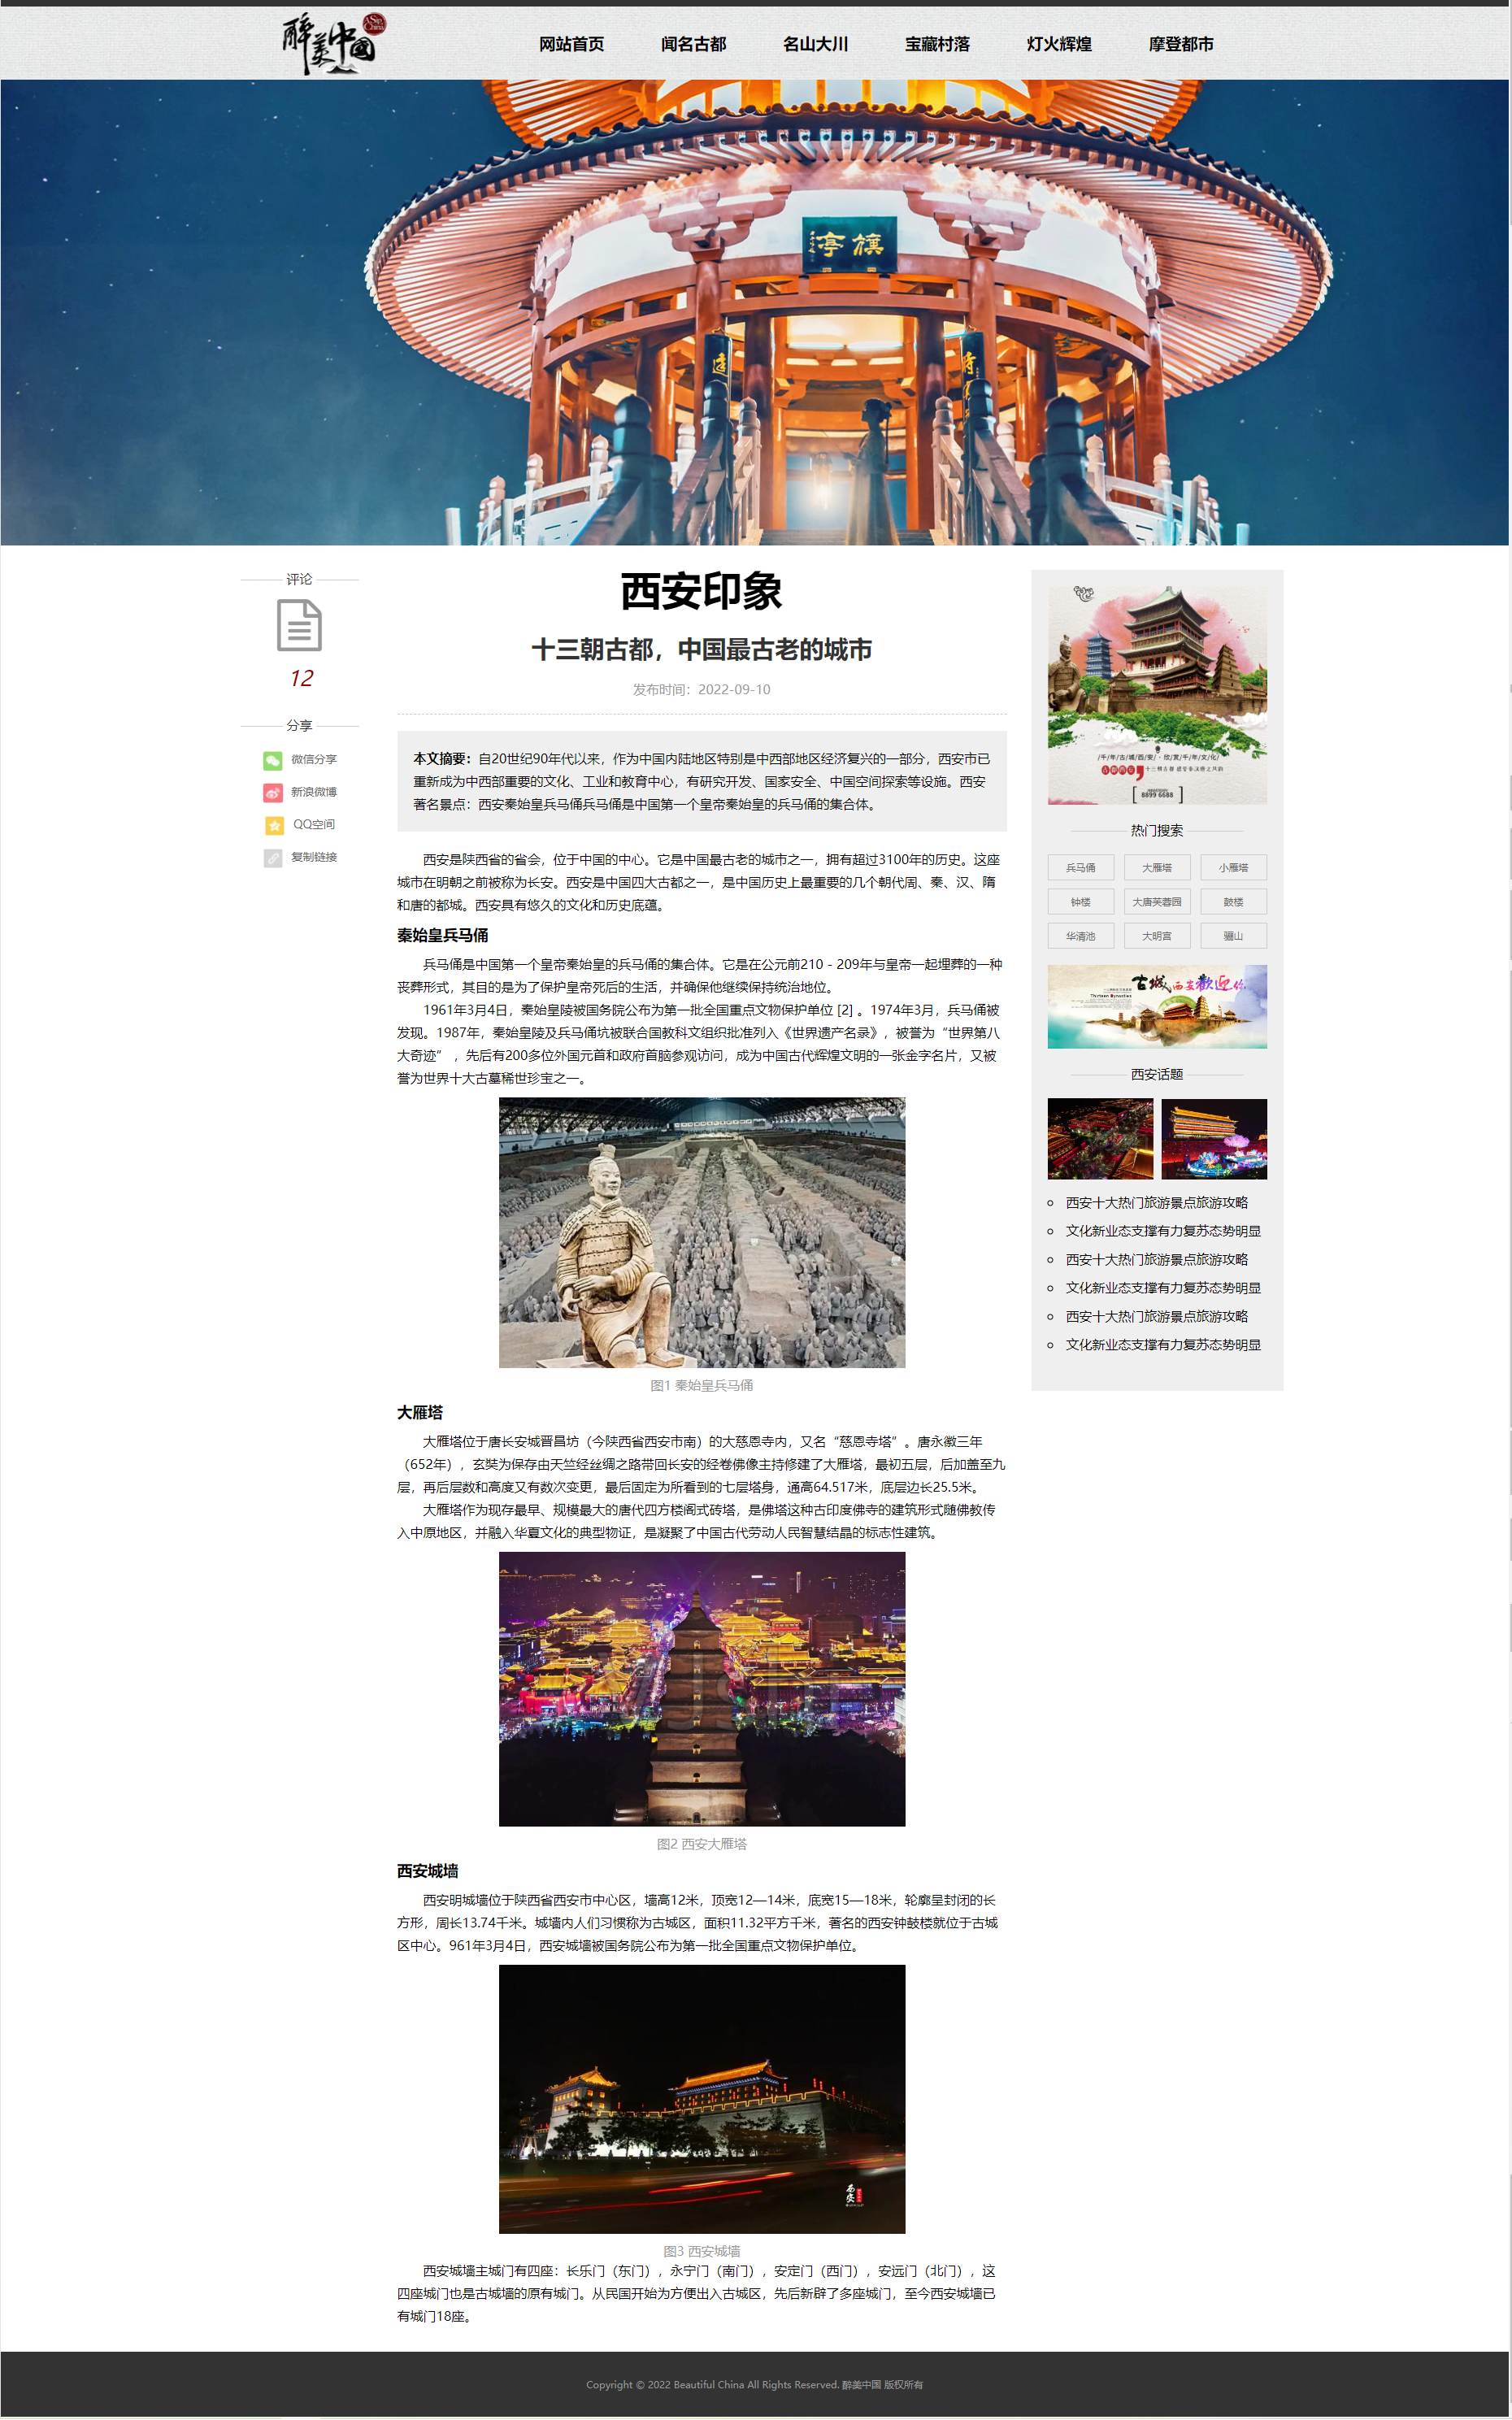 醉美中國
网站首页 闻名古都 名山大川 宝藏村落 灯火辉煌 摩登都市
旗亭
评论
12
分享
微信分享
新浪微博
QQ空间
复制链接
西安印象
十三朝古都，中国最古老的城市
发布时间：2022-09-10
本文摘要：自20世纪90年代以来，作为中国内陆地区特别是中西部地区经济复兴的一部分，西安市已
重新成为中西部重要的文化、工业和教育中心，有研究开发、国家安全、中国空间探索等设施。西安
著名景点：西安秦始皇兵马俑兵马俑是中国第一个皇帝秦始皇的兵马俑的集合体。
西安是陕西省的省会，位于中国的中心。它是中国最古老的城市之一，拥有超过3100年的历史。这座
城市在明朝之前被称为长安。西安是中国四大古都之一，是中国历史上最重要的几个朝代周、秦、汉、隋
和唐的都城。西安具有悠久的文化和历史底蕴。
秦始皇兵马俑
兵马俑是中国第一个皇帝秦始皇的兵马俑的集合体。它是在公元前210 - 209年与皇帝一起埋葬的一种
丧葬形式，其目的是为了保护皇帝死后的生活，并确保他继续保持统治地位。
1961年3月4日，秦始皇陵被国务院公布为第一批全国重点文物保护单位 [2] 。1974年3月，兵马俑被
发现。1987年，秦始皇陵及兵马俑坑被联合国教科文组织批准列入《世界遗产名录》，被誉为“世界第八
大奇迹” ，先后有200多位外国元首和政府首脑参观访问，成为中国古代辉煌文明的一张金字名片，又被
誉为世界十大古墓稀世珍宝之一。
图1 秦始皇兵马俑
大雁塔
大雁塔位于唐长安城晋昌坊（今陕西省西安市南）的大慈恩寺内，又名“慈恩寺塔”。唐永徽三年
（652年），玄奘为保存由天竺经丝绸之路带回长安的经卷佛像主持修建了大雁塔，最初五层，后加盖至九
层，再后层数和高度又有数次变更，最后固定为所看到的七层塔身，通高64.517米，底层边长25.5米。
大雁塔作为现存最早、规模最大的唐代四方楼阁式砖塔，是佛塔这种古印度佛寺的建筑形式随佛教传
入中原地区，并融入华夏文化的典型物证，是凝聚了中国古代劳动人民智慧结晶的标志性建筑。
图2 西安大雁塔
西安城墙
西安明城墙位于陕西省西安市中心区，墙高12米，顶宽12—14米，底宽15—18米，轮廓呈封闭的长
方形，周长13.74千米。城墙内人们习惯称为古城区，面积11.32平方千米，著名的西安钟鼓楼就位于古城
区中心。961年3月4日，西安城墙被国务院公布为第一批全国重点文物保护单位。
西安
图3 西安城墙
西安城墙主城门有四座：长乐门（东门），永宁门（南门），安定门（西门），安远门（北门），这
四座城门也是古城墙的原有城门。从民国开始为方便出入古城区，先后新辟了多座城门，至今西安城墙已
有城门18座。
8899 6688
热门搜索
兵马俑 大雁塔 小雁塔
钟楼 大唐芙蓉园 鼓楼
华清池 大明宫 骊山
古城西安歡迎你
西安话题
西安十大热门旅游景点旅游攻略
文化新业态支撑有力复苏态势明显
西安十大热门旅游景点旅游攻略
文化新业态支撑有力复苏态势明显
西安十大热门旅游景点旅游攻略
文化新业态支撑有力复苏态势明显
Copyright © 2022 Beautiful China All Rights Reserved. 醉美中国 版权所有